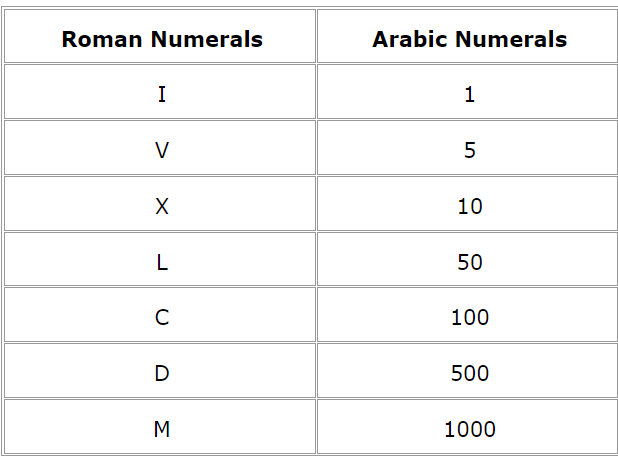 Roman Numerals Arabic Numerals
I 1
V 5
X 10
L 50
C 100
D 500
M 1000